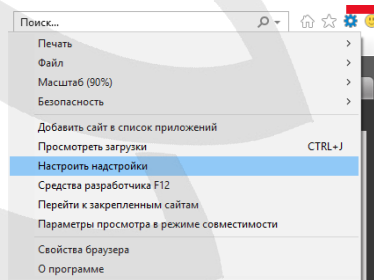 Поиск...
Печать
Файл
Масштаб (90%)
Безопасность
Добавить сайт в список приложений
Просмотреть загрузки CTRL+J
Настроить надстройки
Средства разработчика F12
Перейти к закрепленным сайтам
Параметры просмотра в режиме совместимости
Свойства браузера
О программе